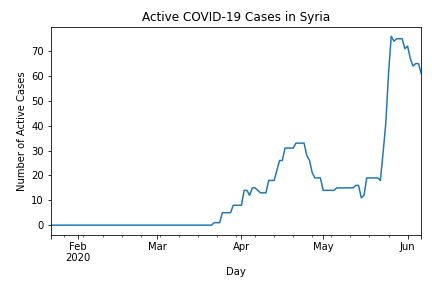 Active COVID-19 Cases in Syria
Number of Active Cases
70
60
50
40
30
20
10
0
Feb Mar Apr May Jun
2020
Day